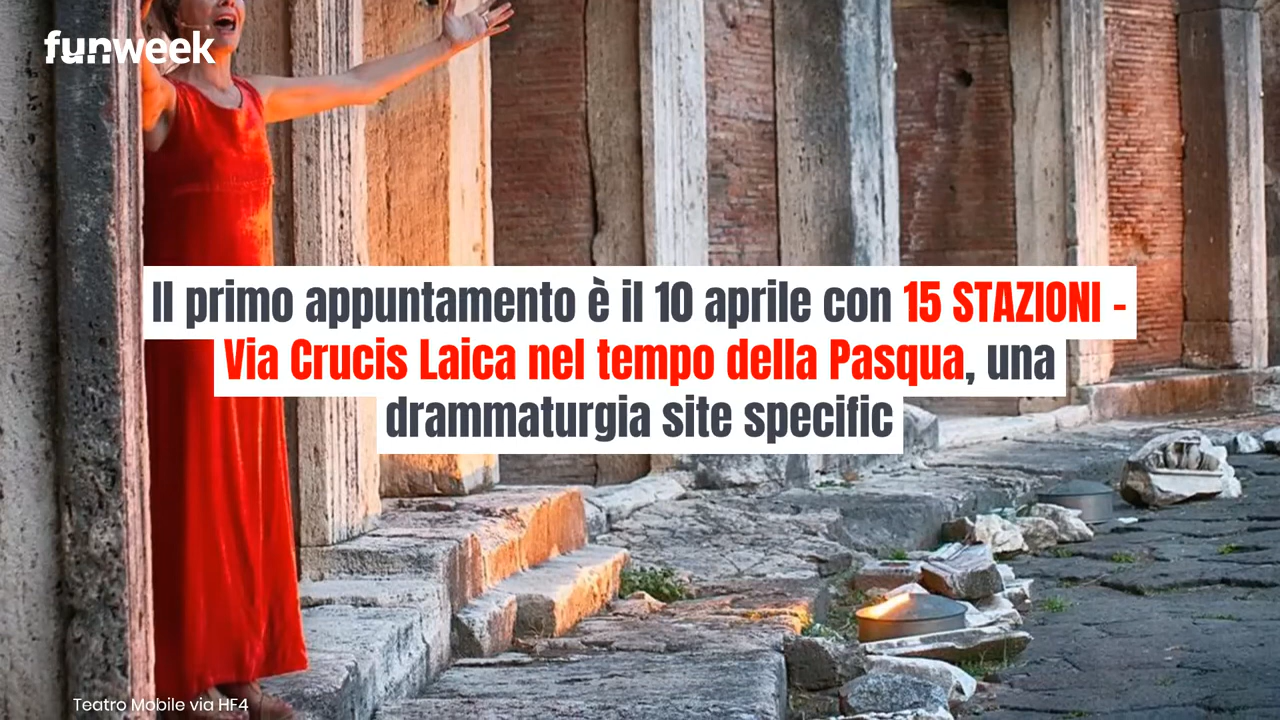 funweek
Il primo appuntamento è il 10 aprile con 15 STAZIONI -
Via Crucis Laica nel tempo della Pasqua, una
drammaturgia site specific
Teatro Mobile via HF4